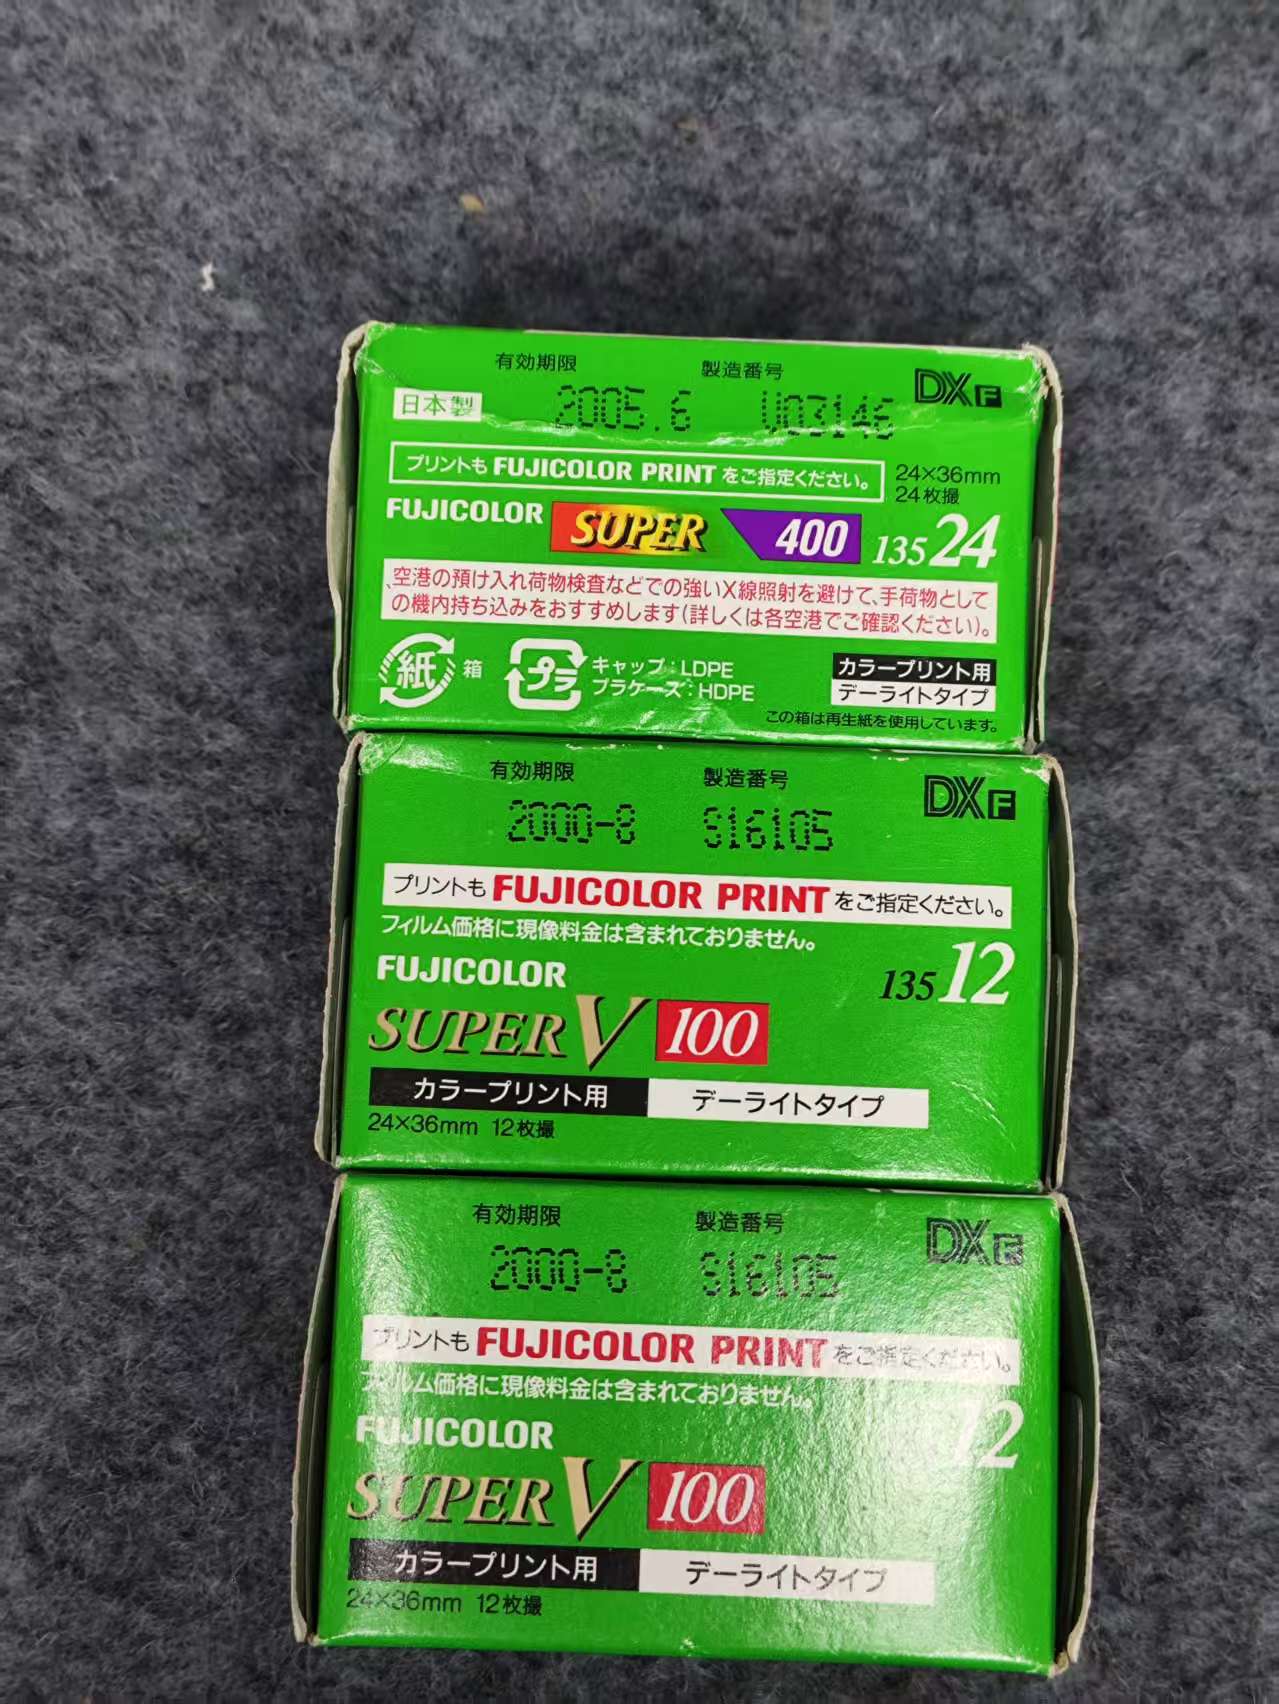 有効期限 製造番号 DX F
日本製 2005.6 V03146
プリントも FUJICOLOR PRINT をご指定ください。 24×36mm
24枚撮
FUJICOLOR SUPER 400 135 24
空港の預け入れ荷物検査などでの強いX線照射を避けて、手荷物として
の機内持ち込みをおすすめします(詳しくは各空港でご確認ください)。
紙 箱 プラ キャップ:LDPE
プラケース:HDPE
カラープリント用
デーライトタイプ
この箱は再生紙を使用しています。
有効期限 製造番号 DX F
2000-8 S16105
プリントも FUJICOLOR PRINT をご指定ください。
フィルム価格に現像料金は含まれておりません。
FUJICOLOR 135 12
SUPER V 100
カラープリント用 デーライトタイプ
24×36mm 12枚撮
有効期限 製造番号 DX F
2000-8 S16105
プリントも FUJICOLOR PRINT をご指定ください。
フィルム価格に現像料金は含まれておりません。
FUJICOLOR 12
SUPER V 100
カラープリント用 デーライトタイプ
24×36mm 12枚撮